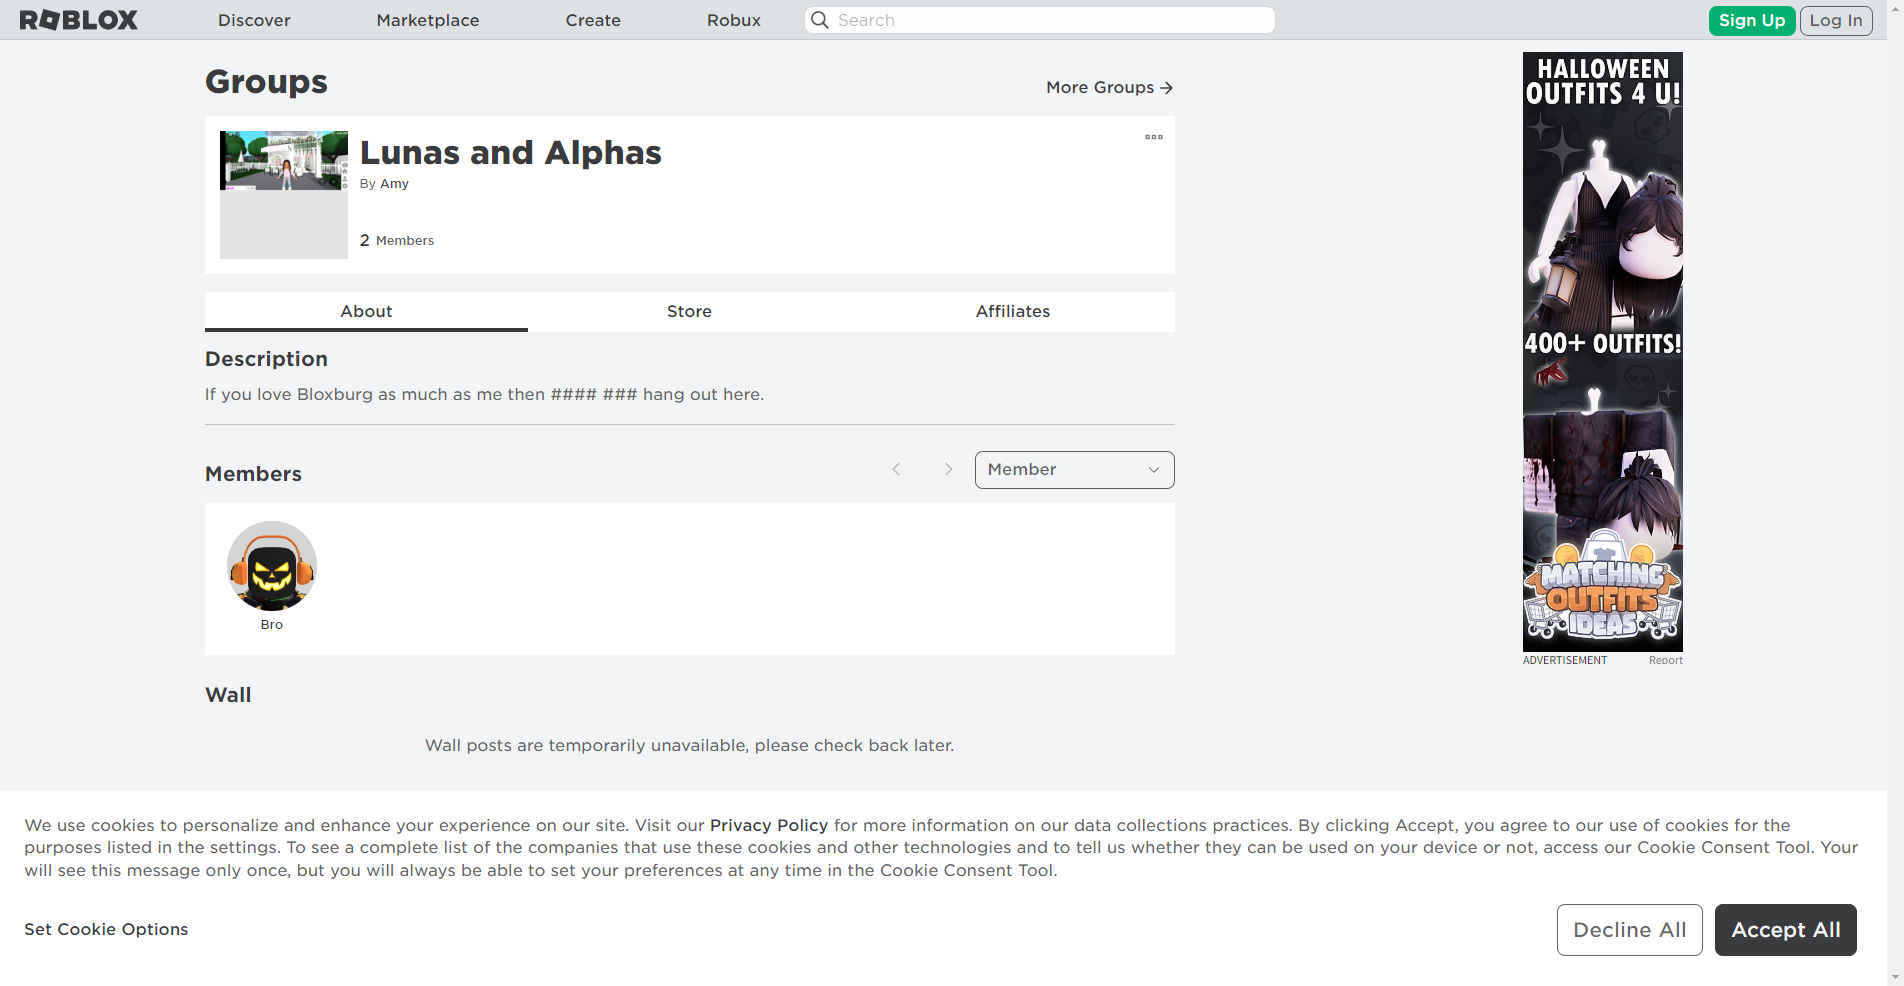 ROBLOX
Discover
Marketplace
Create
Robux
Search
Sign Up
Log In
Groups
More Groups
Lunas and Alphas
By Amy
2 Members
About
Store
Affiliates
Description
If you love Bloxburg as much as me then #### ### hang out here.
Members
Member
Bro
Wall
Wall posts are temporarily unavailable, please check back later.
HALLOWEEN
OUTFITS 4 U!
400+ OUTFITS!
MATCHING
OUTFITS
IDEAS
ADVERTISEMENT
Report
We use cookies to personalize and enhance your experience on our site. Visit our Privacy Policy for more information on our data collections practices. By clicking Accept, you agree to our use of cookies for the
purposes listed in the settings. To see a complete list of the companies that use these cookies and other technologies and to tell us whether they can be used on your device or not, access our Cookie Consent Tool. Your
will see this message only once, but you will always be able to set your preferences at any time in the Cookie Consent Tool.
Set Cookie Options
Decline All
Accept All